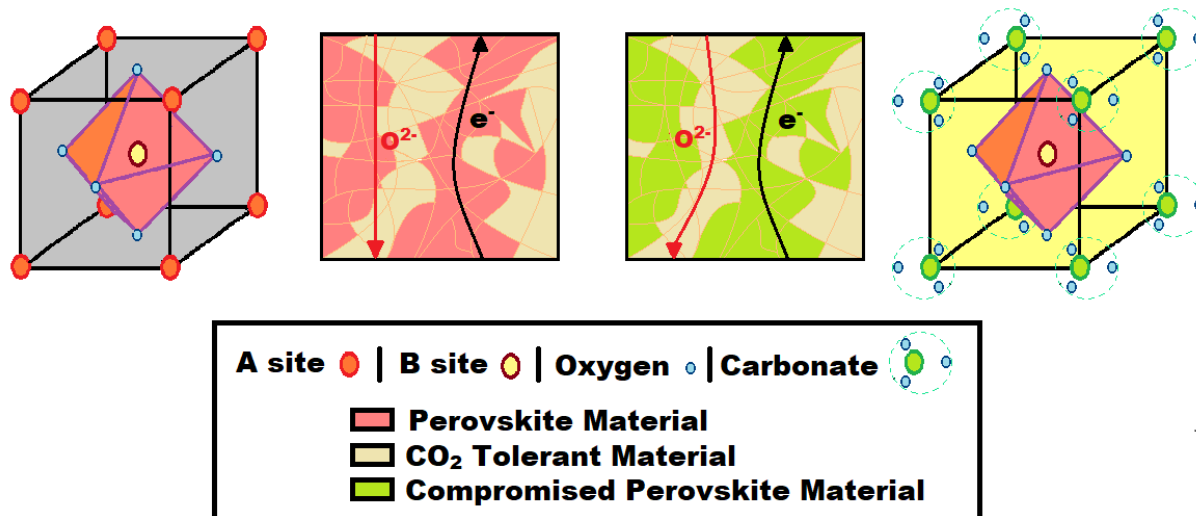 O²⁻ e⁻
O²⁻ e⁻
A site | B site | Oxygen | Carbonate
Perovskite Material
CO₂ Tolerant Material
Compromised Perovskite Material